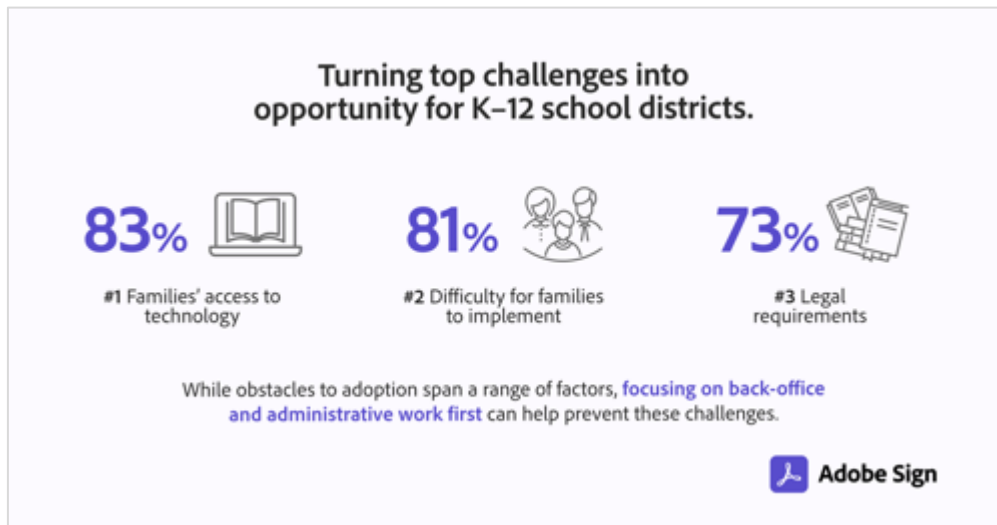 Turning top challenges into
opportunity for K–12 school districts.
83%
#1 Families' access to
technology
81%
#2 Difficulty for families
to implement
73%
#3 Legal
requirements
While obstacles to adoption span a range of factors, focusing on back-office
and administrative work first can help prevent these challenges.
Adobe Sign